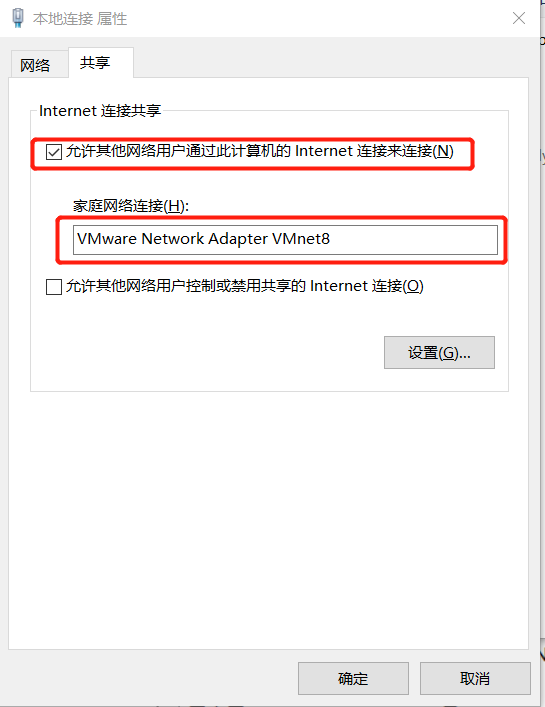 本地连接 属性
网络
共享
Internet 连接共享
允许其他网络用户通过此计算机的 Internet 连接来连接(N)
家庭网络连接(H):
VMware Network Adapter VMnet8
允许其他网络用户控制或禁用共享的 Internet 连接(O)
设置(G)...
确定
取消